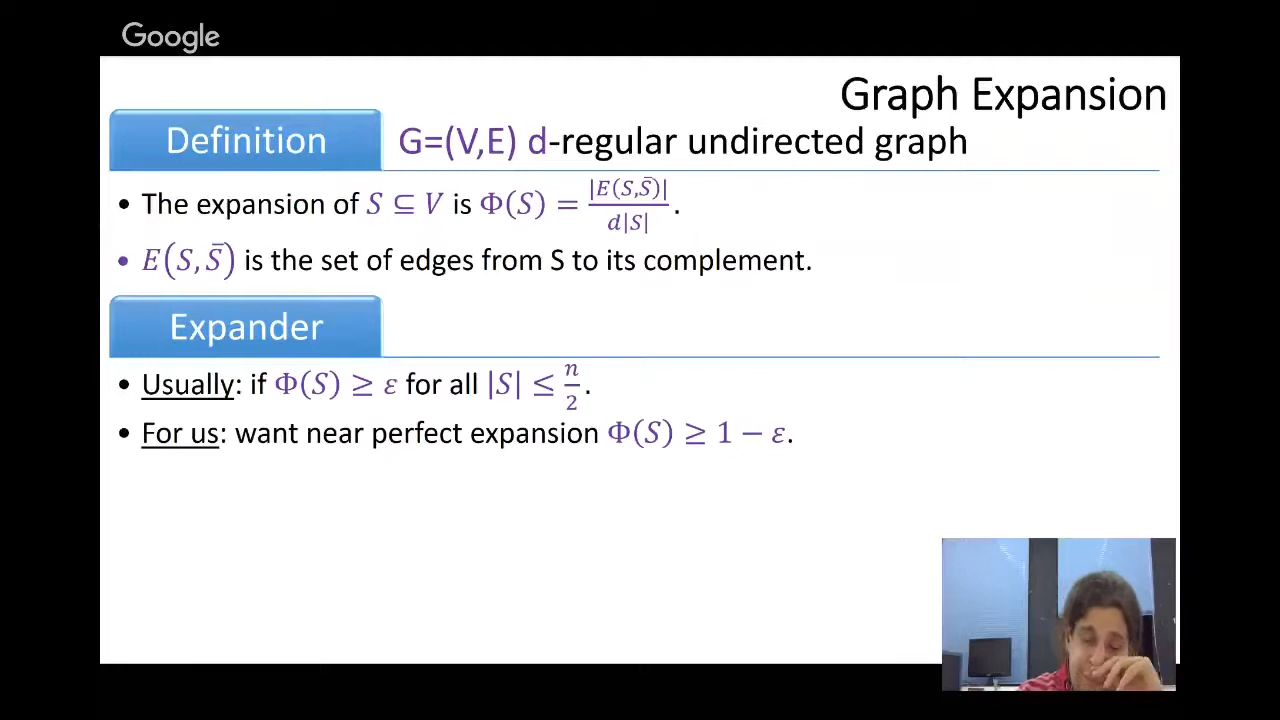 Google
Graph Expansion
Definition G=(V,E) d-regular undirected graph
• The expansion of S ⊆ V is Φ(S) = |E(S,S̄)| / d|S|.
• E(S, S̄) is the set of edges from S to its complement.
Expander
• Usually: if Φ(S) ≥ ε for all |S| ≤ n/2.
• For us: want near perfect expansion Φ(S) ≥ 1 − ε.